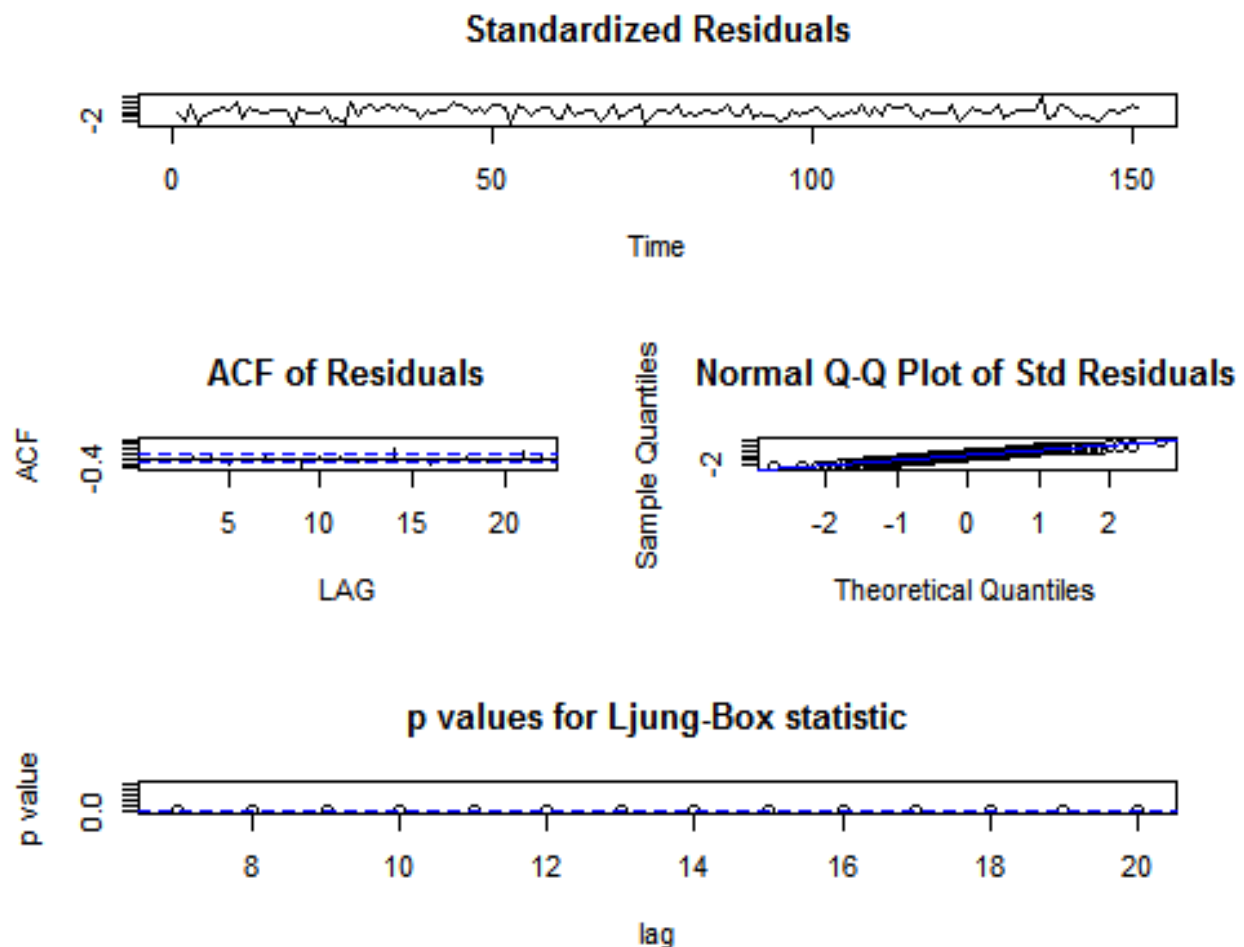 Standardized Residuals
-2
0 50 100 150
Time
ACF of Residuals
ACF
-0.4
5 10 15 20
LAG
Normal Q-Q Plot of Std Residuals
Sample Quantiles
-2
-2 -1 0 1 2
Theoretical Quantiles
p values for Ljung-Box statistic
p value
0.0
8 10 12 14 16 18 20
lag